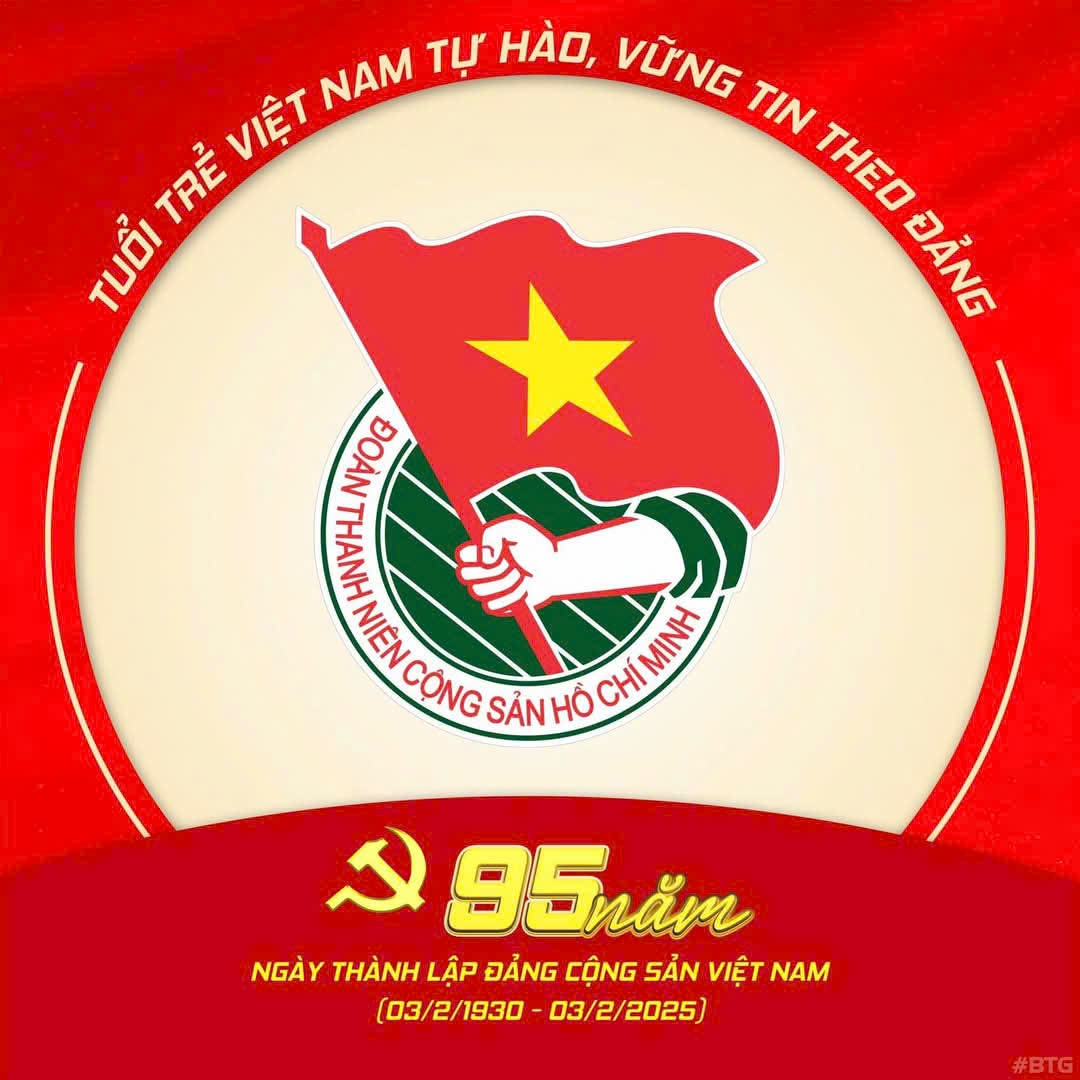 TUỔI TRẺ VIỆT NAM TỰ HÀO, VỮNG TIN THEO ĐẢNG
ĐOÀN THANH NIÊN CỘNG SẢN HỒ CHÍ MINH
95 năm
NGÀY THÀNH LẬP ĐẢNG CỘNG SẢN VIỆT NAM
(03/2/1930 - 03/2/2025)
#BTG